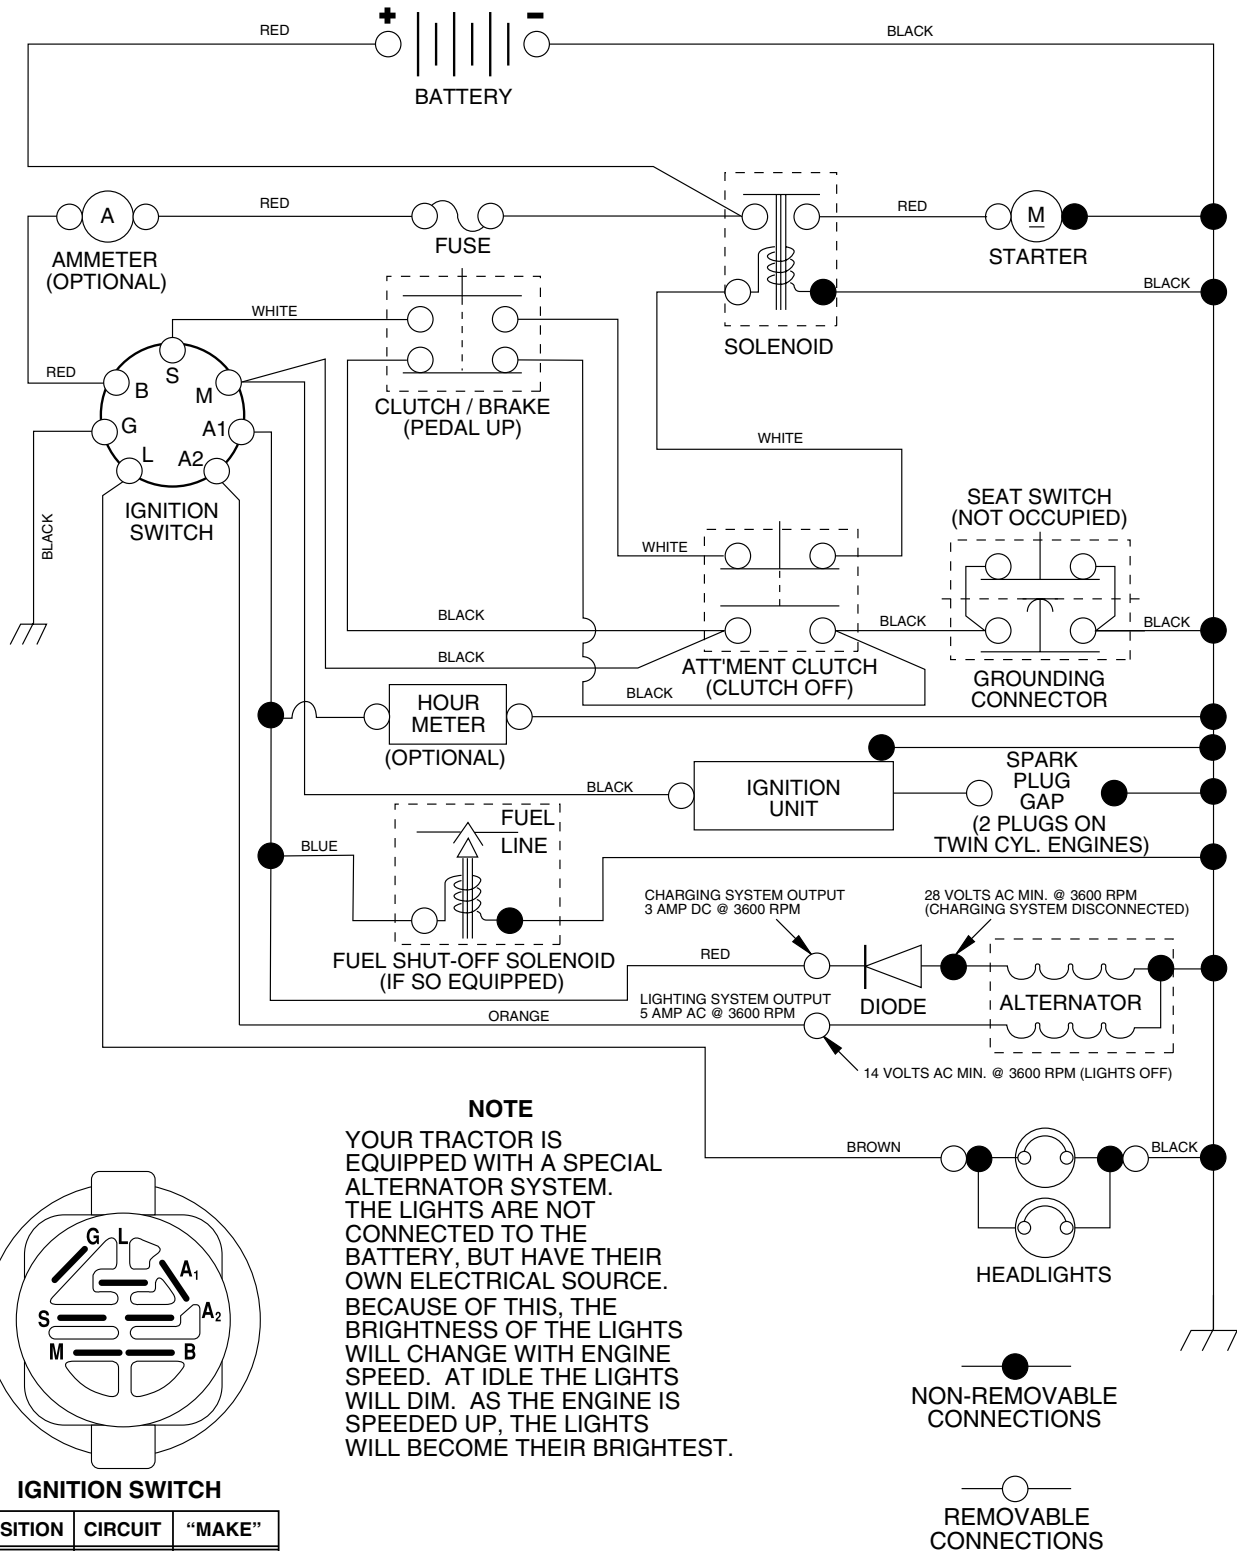 + −
RED
BLACK
BATTERY
A
RED
RED
M
AMMETER
(OPTIONAL)
FUSE
STARTER
WHITE
BLACK
SOLENOID
RED
B
S
M
G
A1
L
A2
CLUTCH / BRAKE
(PEDAL UP)
WHITE
IGNITION
SWITCH
BLACK
SEAT SWITCH
(NOT OCCUPIED)
WHITE
BLACK
BLACK
BLACK
BLACK
ATT'MENT CLUTCH
(CLUTCH OFF)
BLACK
GROUNDING
CONNECTOR
HOUR
METER
(OPTIONAL)
BLACK
IGNITION
UNIT
SPARK
PLUG
GAP
(2 PLUGS ON
TWIN CYL. ENGINES)
BLUE
FUEL
LINE
FUEL SHUT-OFF SOLENOID
(IF SO EQUIPPED)
CHARGING SYSTEM OUTPUT
3 AMP DC @ 3600 RPM
28 VOLTS AC MIN. @ 3600 RPM
(CHARGING SYSTEM DISCONNECTED)
RED
LIGHTING SYSTEM OUTPUT
5 AMP AC @ 3600 RPM
DIODE
ALTERNATOR
ORANGE
14 VOLTS AC MIN. @ 3600 RPM (LIGHTS OFF)
NOTE
YOUR TRACTOR IS
EQUIPPED WITH A SPECIAL
ALTERNATOR SYSTEM.
THE LIGHTS ARE NOT
CONNECTED TO THE
BATTERY, BUT HAVE THEIR
OWN ELECTRICAL SOURCE.
BECAUSE OF THIS, THE
BRIGHTNESS OF THE LIGHTS
WILL CHANGE WITH ENGINE
SPEED. AT IDLE THE LIGHTS
WILL DIM. AS THE ENGINE IS
SPEEDED UP, THE LIGHTS
WILL BECOME THEIR BRIGHTEST.
BROWN
BLACK
HEADLIGHTS
G L
A1
S
A2
M
B
IGNITION SWITCH
SITION CIRCUIT “MAKE”
NON-REMOVABLE
CONNECTIONS
REMOVABLE
CONNECTIONS